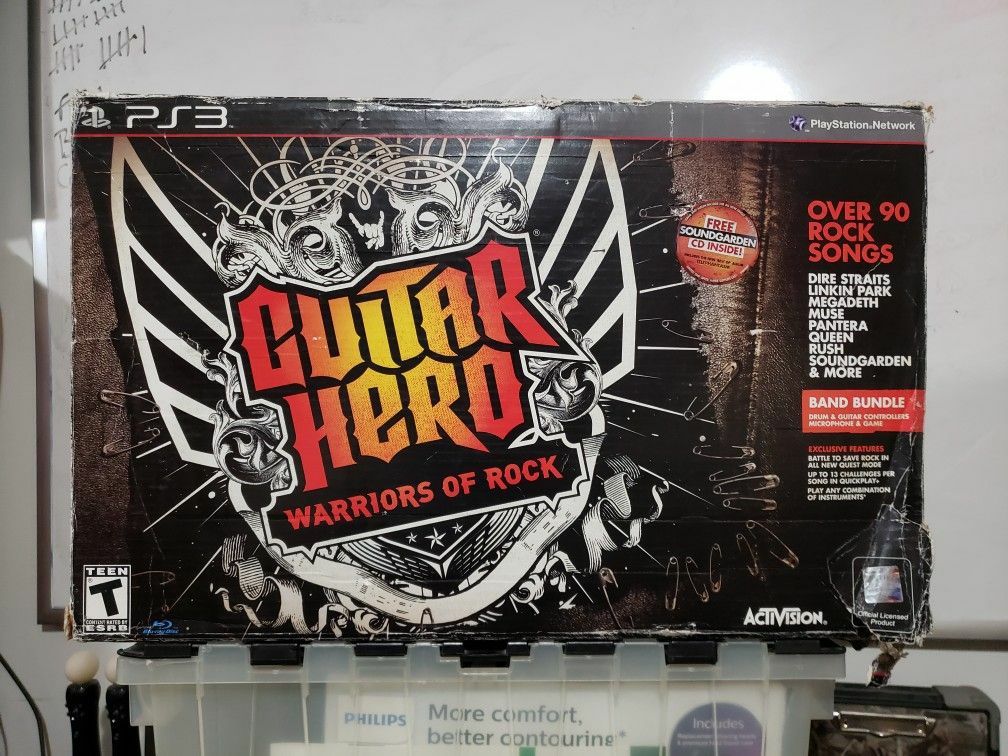 PS3
PlayStation®Network
GUITAR
HERO®
WARRIORS OF ROCK
FREE
SOUNDGARDEN
CD INSIDE!
OVER 90
ROCK
SONGS
DIRE STRAITS
LINKIN PARK
MEGADETH
MUSE
PANTERA
QUEEN
RUSH
SOUNDGARDEN
& MORE
BAND BUNDLE
DRUM & GUITAR CONTROLLERS
MICROPHONE & GAME
EXCLUSIVE FEATURES
BATTLE TO SAVE ROCK IN
ALL NEW QUEST MODE
UP TO 13 CHALLENGES PER
SONG IN QUICKPLAY+
PLAY ANY COMBINATION
OF INSTRUMENTS*
TEEN
T
CONTENT RATED BY
ESRB
Blu-ray Disc
ACTIVISION®
Official Licensed
Product
PHILIPS
More comfort,
better contouring*
Includes